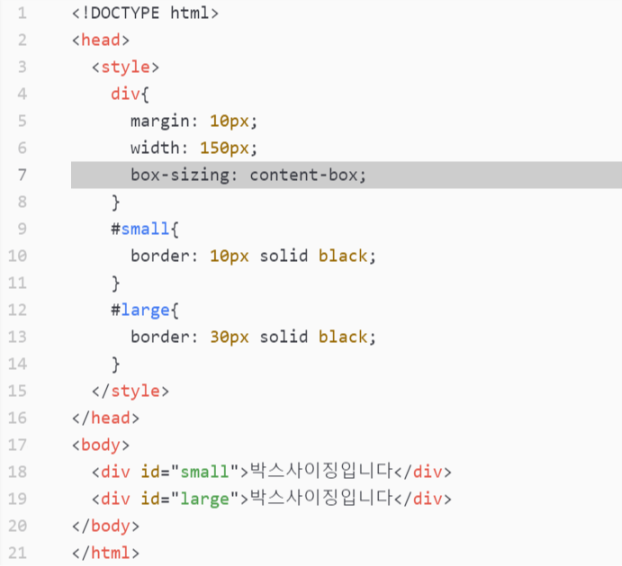 1 <!DOCTYPE html>
2 <head>
3 <style>
4 div{
5 margin: 10px;
6 width: 150px;
7 box-sizing: content-box;
8 }
9 #small{
10 border: 10px solid black;
11 }
12 #large{
13 border: 30px solid black;
14 }
15 </style>
16 </head>
17 <body>
18 <div id="small">박스사이징입니다</div>
19 <div id="large">박스사이징입니다</div>
20 </body>
21 </html>